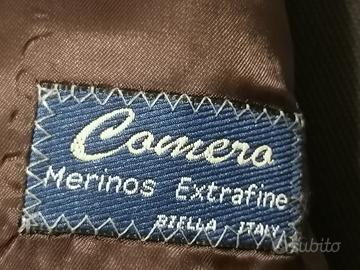 Comero
Merinos Extrafine
BIELLA - ITALY
subito